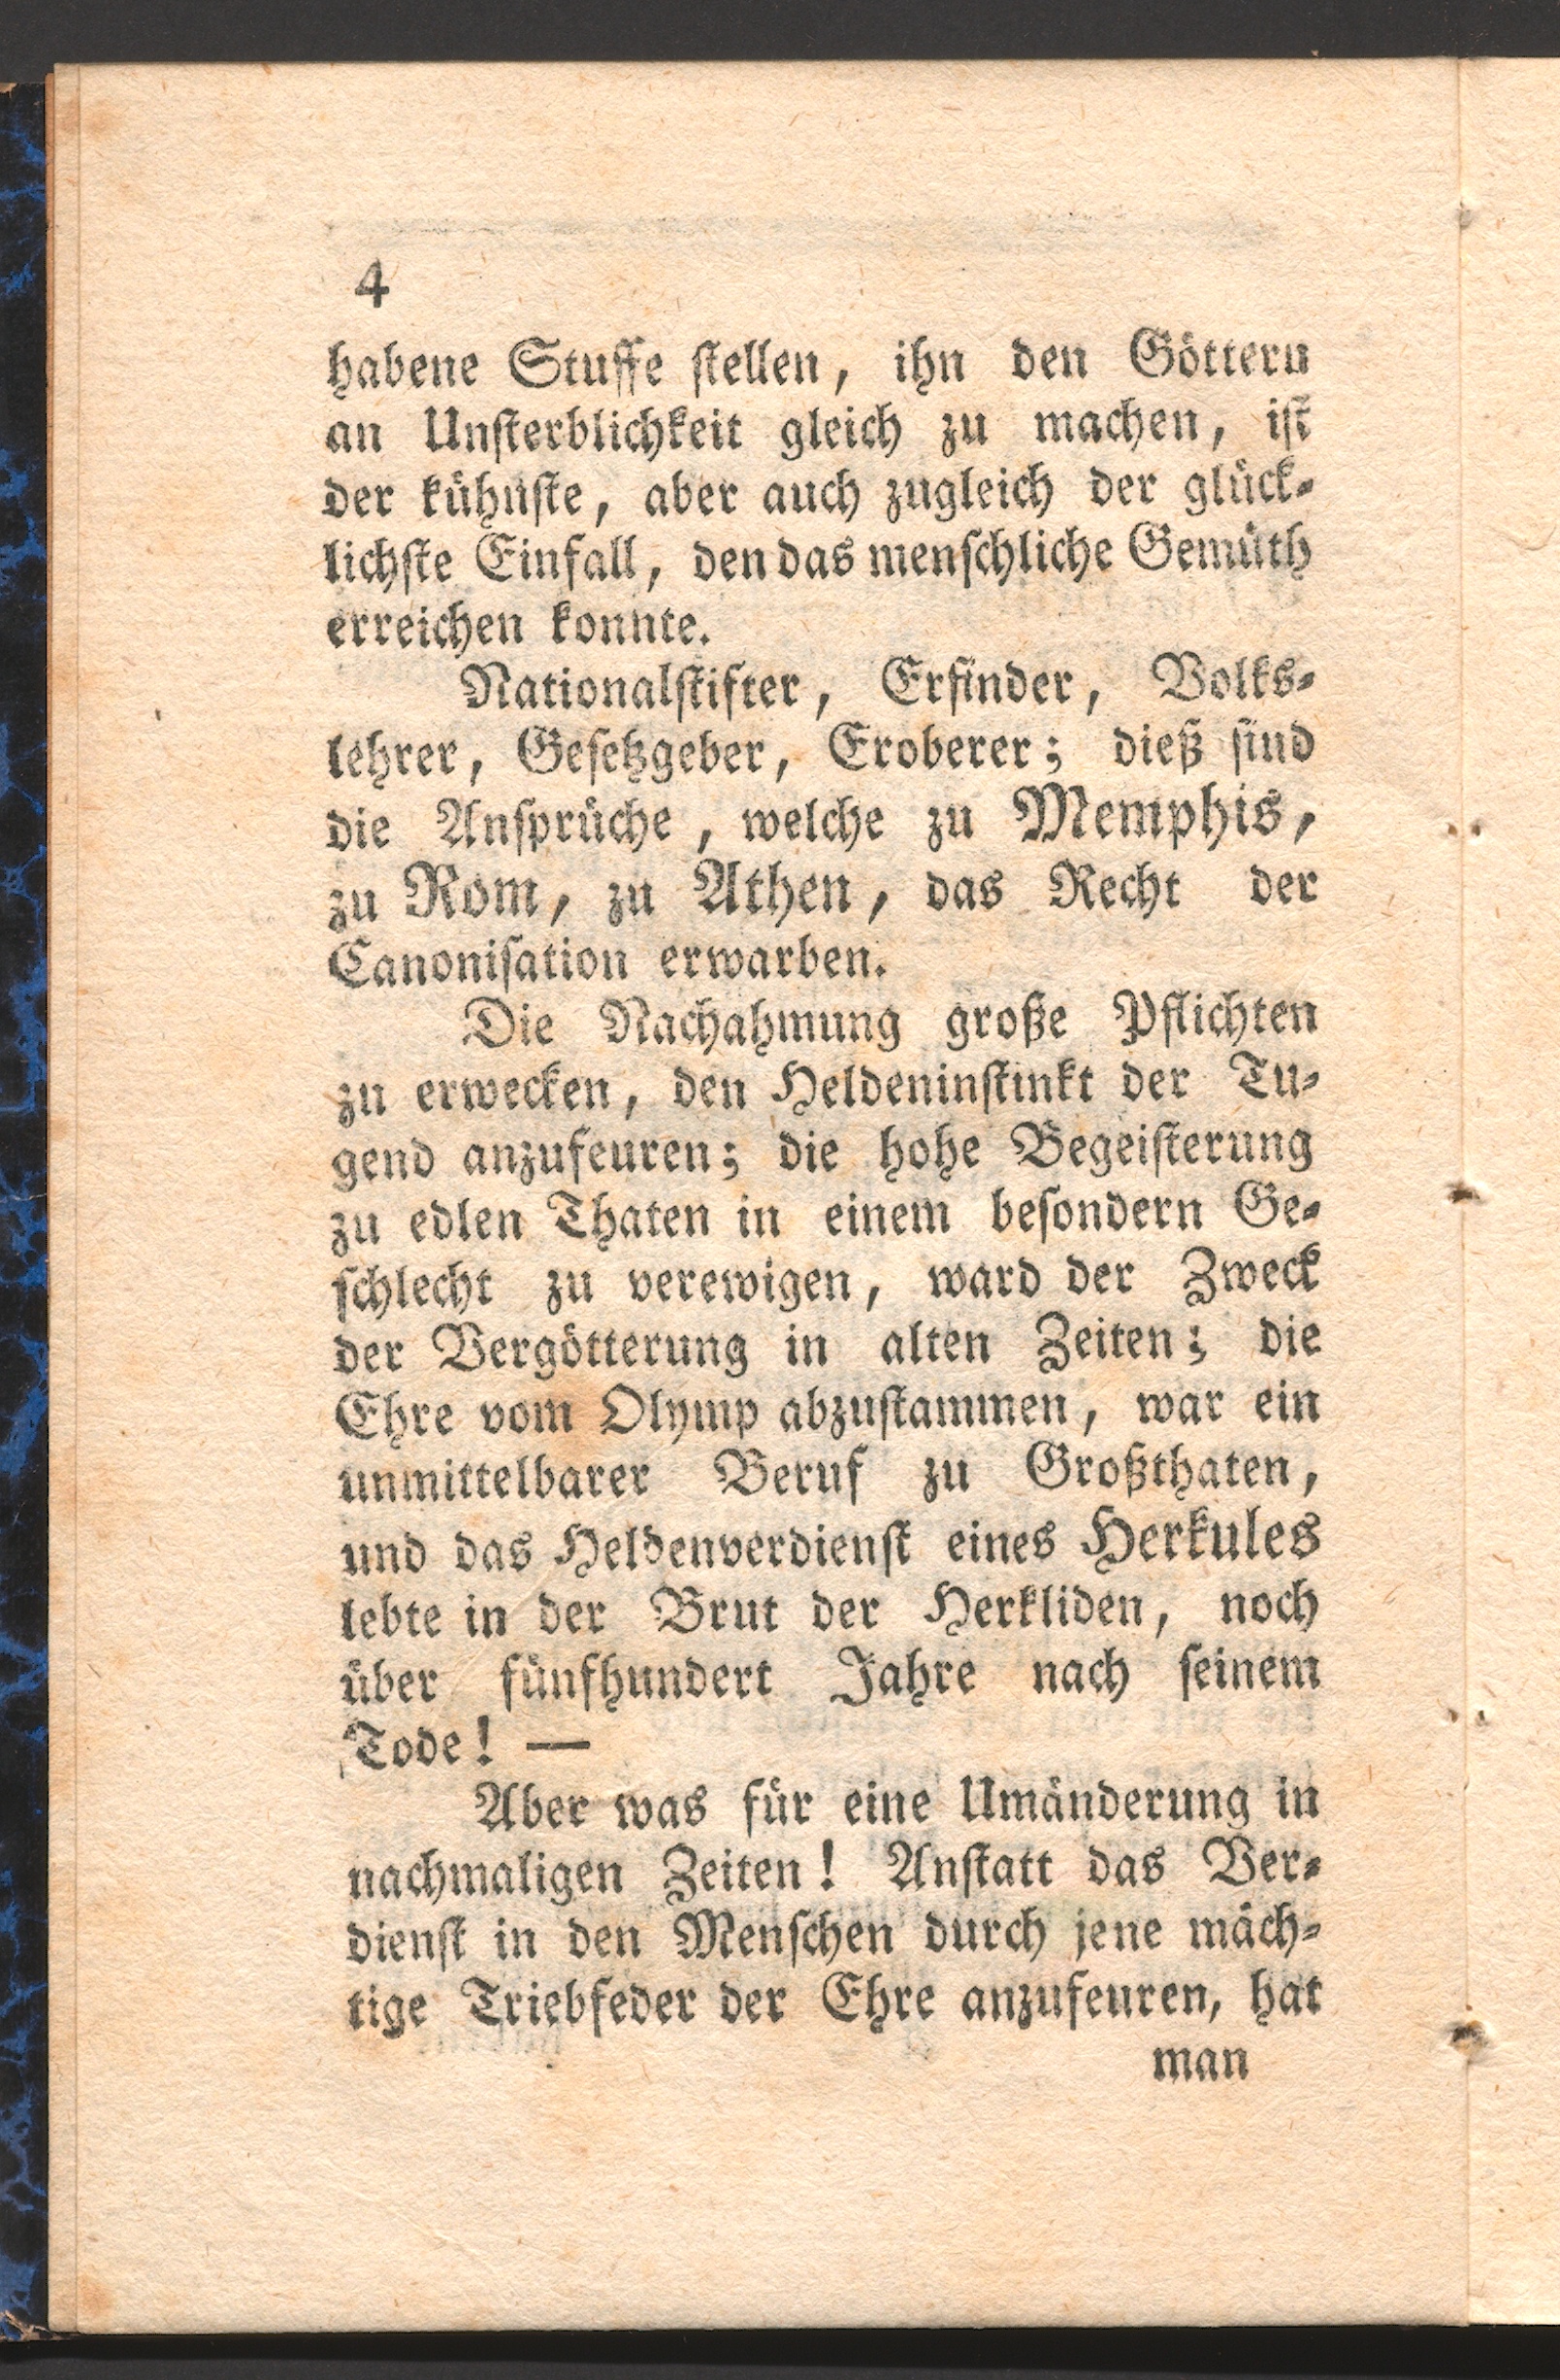 4
habene Stuffe ſtellen, ihn den Göttern
an Unſterblichkeit gleich zu machen, iſt
der kühnſte, aber auch zugleich der glück-
lichſte Einfall, den das menſchliche Gemüth
erreichen konnte.
Nationalſtifter, Erfinder, Volks-
lehrer, Geſetzgeber, Eroberer; dieß ſind
die Anſprüche, welche zu Memphis,
zu Rom, zu Athen, das Recht der
Canoniſation erwarben.
Die Nachahmung große Pflichten
zu erwecken, den Heldeninſtinkt der Tu-
gend anzufeuren; die hohe Begeiſterung
zu edlen Thaten in einem beſondern Ge-
ſchlecht zu verewigen, ward der Zweck
der Vergötterung in alten Zeiten; die
Ehre vom Olymp abzuſtammen, war ein
unmittelbarer Beruf zu Großthaten,
und das Heldenverdienſt eines Herkules
lebte in der Brut der Herkliden, noch
über fünfhundert Jahre nach ſeinem
Tode! —
Aber was für eine Umänderung in
nachmaligen Zeiten! Anſtatt das Ver-
dienſt in den Menſchen durch jene mäch-
tige Triebfeder der Ehre anzufeuren, hat
man